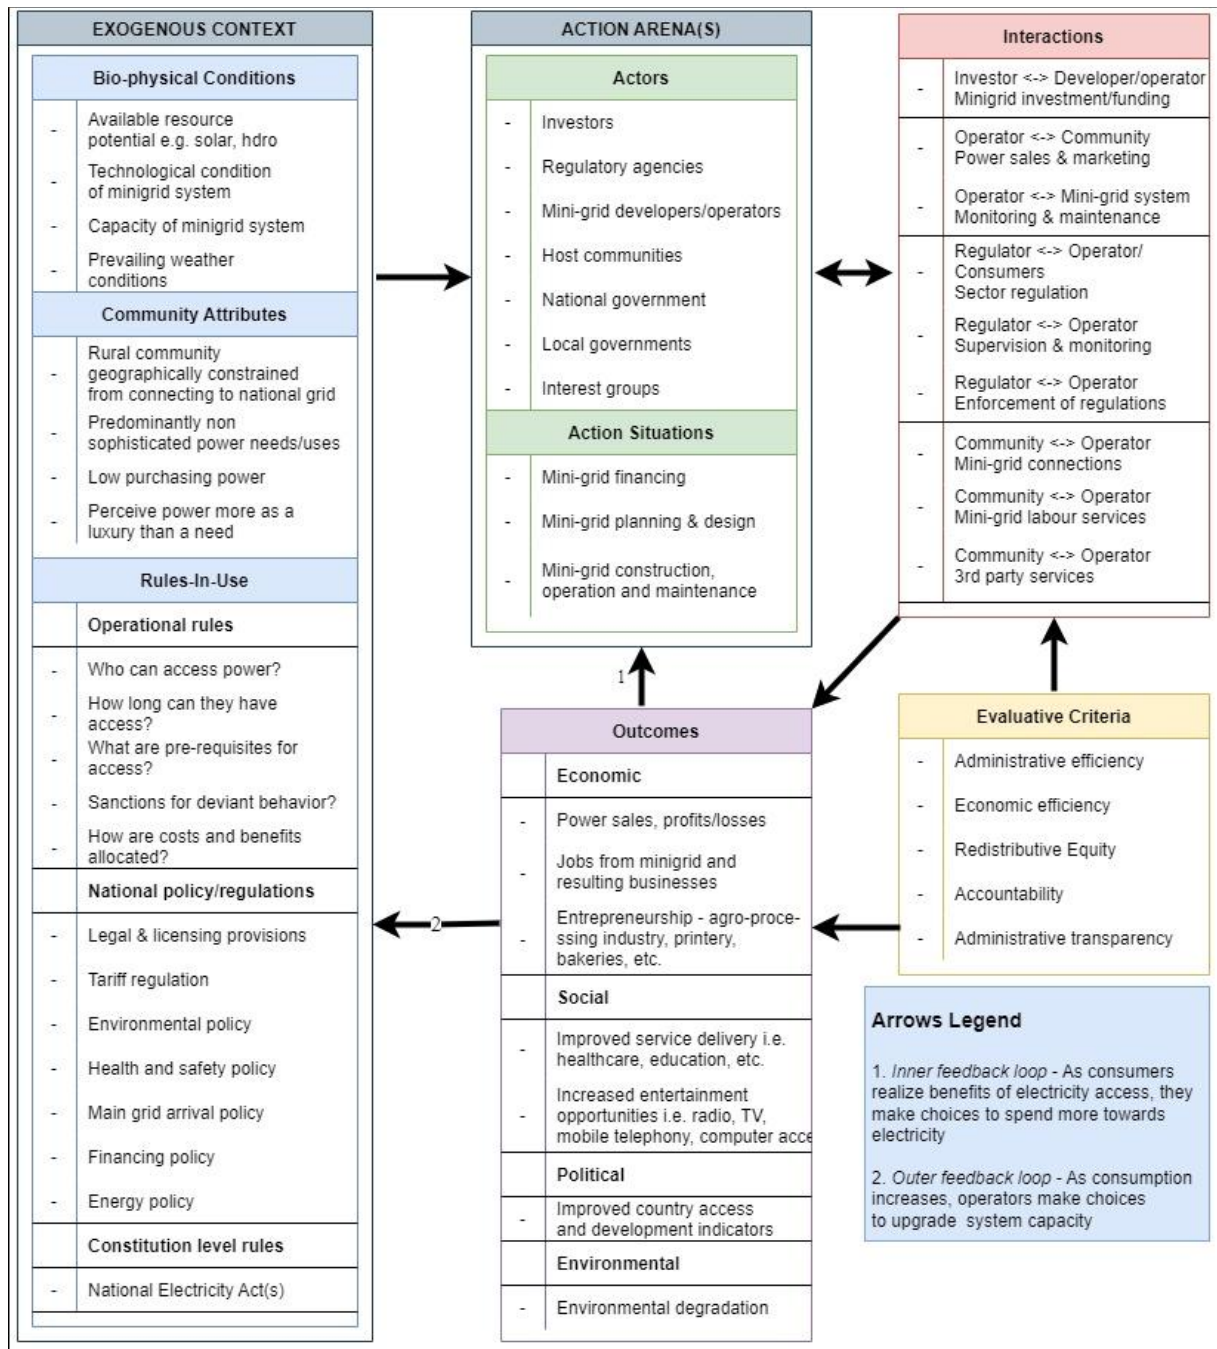 EXOGENOUS CONTEXT
Bio-physical Conditions
- Available resource
potential e.g. solar, hdro
- Technological condition
of minigrid system
- Capacity of minigrid system
- Prevailing weather
conditions
Community Attributes
- Rural community
geographically constrained
from connecting to national grid
- Predominantly non
sophisticated power needs/uses
- Low purchasing power
- Perceive power more as a
luxury than a need
Rules-In-Use
Operational rules
- Who can access power?
- How long can they have
access?
- What are pre-requisites for
access?
- Sanctions for deviant behavior?
- How are costs and benefits
allocated?
National policy/regulations
- Legal & licensing provisions
- Tariff regulation
- Environmental policy
- Health and safety policy
- Main grid arrival policy
- Financing policy
- Energy policy
Constitution level rules
- National Electricity Act(s)
ACTION ARENA(S)
Actors
- Investors
- Regulatory agencies
- Mini-grid developers/operators
- Host communities
- National government
- Local governments
- Interest groups
Action Situations
- Mini-grid financing
- Mini-grid planning & design
- Mini-grid construction,
operation and maintenance
1
Interactions
- Investor <-> Developer/operator
Minigrid investment/funding
- Operator <-> Community
Power sales & marketing
- Operator <-> Mini-grid system
Monitoring & maintenance
- Regulator <-> Operator/
Consumers
Sector regulation
- Regulator <-> Operator
Supervision & monitoring
- Regulator <-> Operator
Enforcement of regulations
- Community <-> Operator
Mini-grid connections
- Community <-> Operator
Mini-grid labour services
- Community <-> Operator
3rd party services
Outcomes
Economic
- Power sales, profits/losses
- Jobs from minigrid and
resulting businesses
- Entrepreneurship - agro-proce-
ssing industry, printery,
bakeries, etc.
Social
- Improved service delivery i.e.
healthcare, education, etc.
- Increased entertainment
opportunities i.e. radio, TV,
mobile telephony, computer acce
Political
- Improved country access
and development indicators
Environmental
- Environmental degradation
2
Evaluative Criteria
- Administrative efficiency
- Economic efficiency
- Redistributive Equity
- Accountability
- Administrative transparency
Arrows Legend
1. Inner feedback loop - As consumers
realize benefits of electricity access, they
make choices to spend more towards
electricity
2. Outer feedback loop - As consumption
increases, operators make choices
to upgrade system capacity